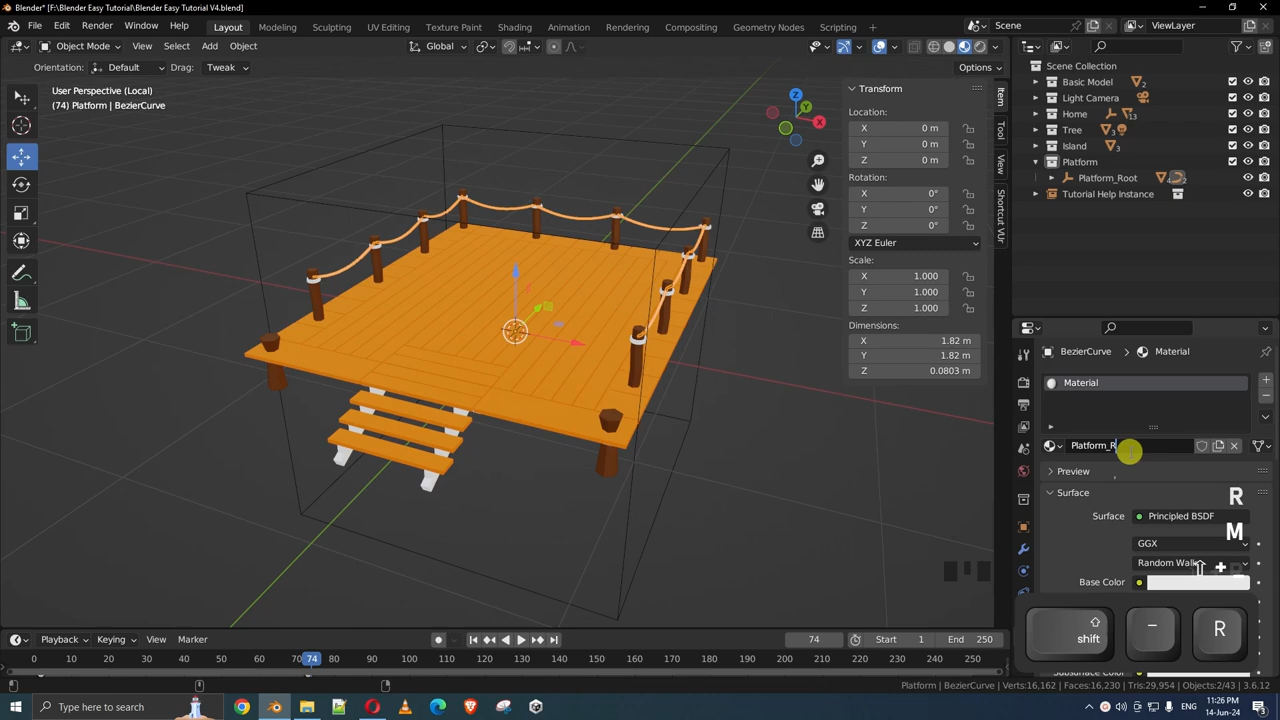 Blender* [F:\Blender Easy Tutorial\Blender Easy Tutorial V4.blend]
File Edit Render Window Help Layout Modeling Sculpting UV Editing Texture Paint Shading Animation Rendering Compositing Geometry Nodes Scripting Scene ViewLayer
Object Mode View Select Add Object Global
Orientation: Default Drag: Tweak Options
User Perspective (Local)
(74) Platform | BezierCurve
Z
Y
X
Transform
Location:
X 0 m
Y 0 m
Z 0 m
Rotation:
X 0°
Y 0°
Z 0°
XYZ Euler
Scale:
X 1.000
Y 1.000
Z 1.000
Dimensions:
X 1.82 m
Y 1.82 m
Z 0.0803 m
Item
Tool
View
Shortcut VUr
Scene Collection
Basic Model 2
Light Camera
Home 13
Tree 3
Island 3
Platform
Platform_Root 2
Tutorial Help Instance
BezierCurve > Material
Material
Platform_R
Preview
Surface
Surface Principled BSDF
GGX
Random Walk
Base Color
R
M
shift
–
R
Playback Keying View Marker 74 Start 1 End 250
0 10 20 30 40 50 60 70 74 80 90 100 110 120 130 140 150 160 170 180 190 200 210 220 230 240 250
Platform | BezierCurve | Verts:16,162 | Faces:16,230 | Tris:29,954 | Objects:2/43 | 3.6.12
Type here to search
ENG
11:26 PM
14-Jun-24